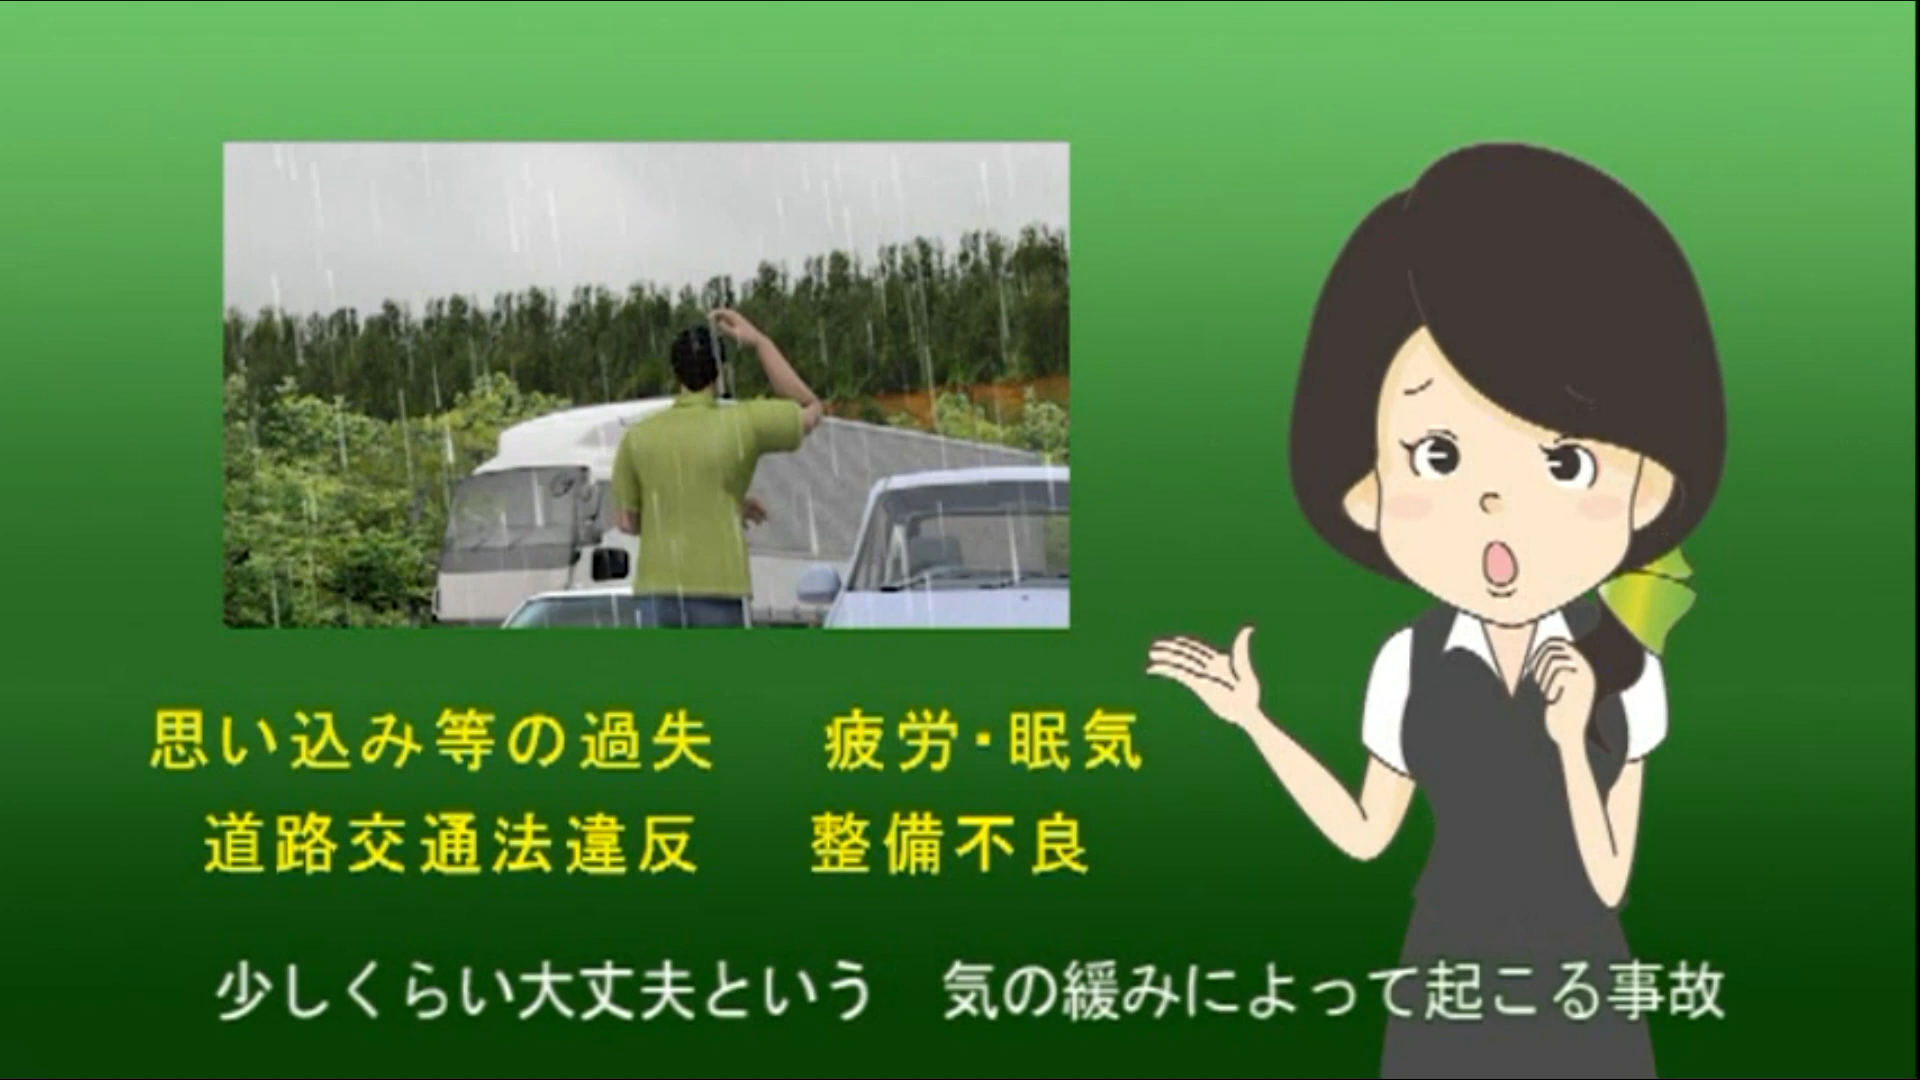 思い込み等の過失　疲労・眠気
道路交通法違反　整備不良
少しくらい大丈夫という　気の緩みによって起こる事故